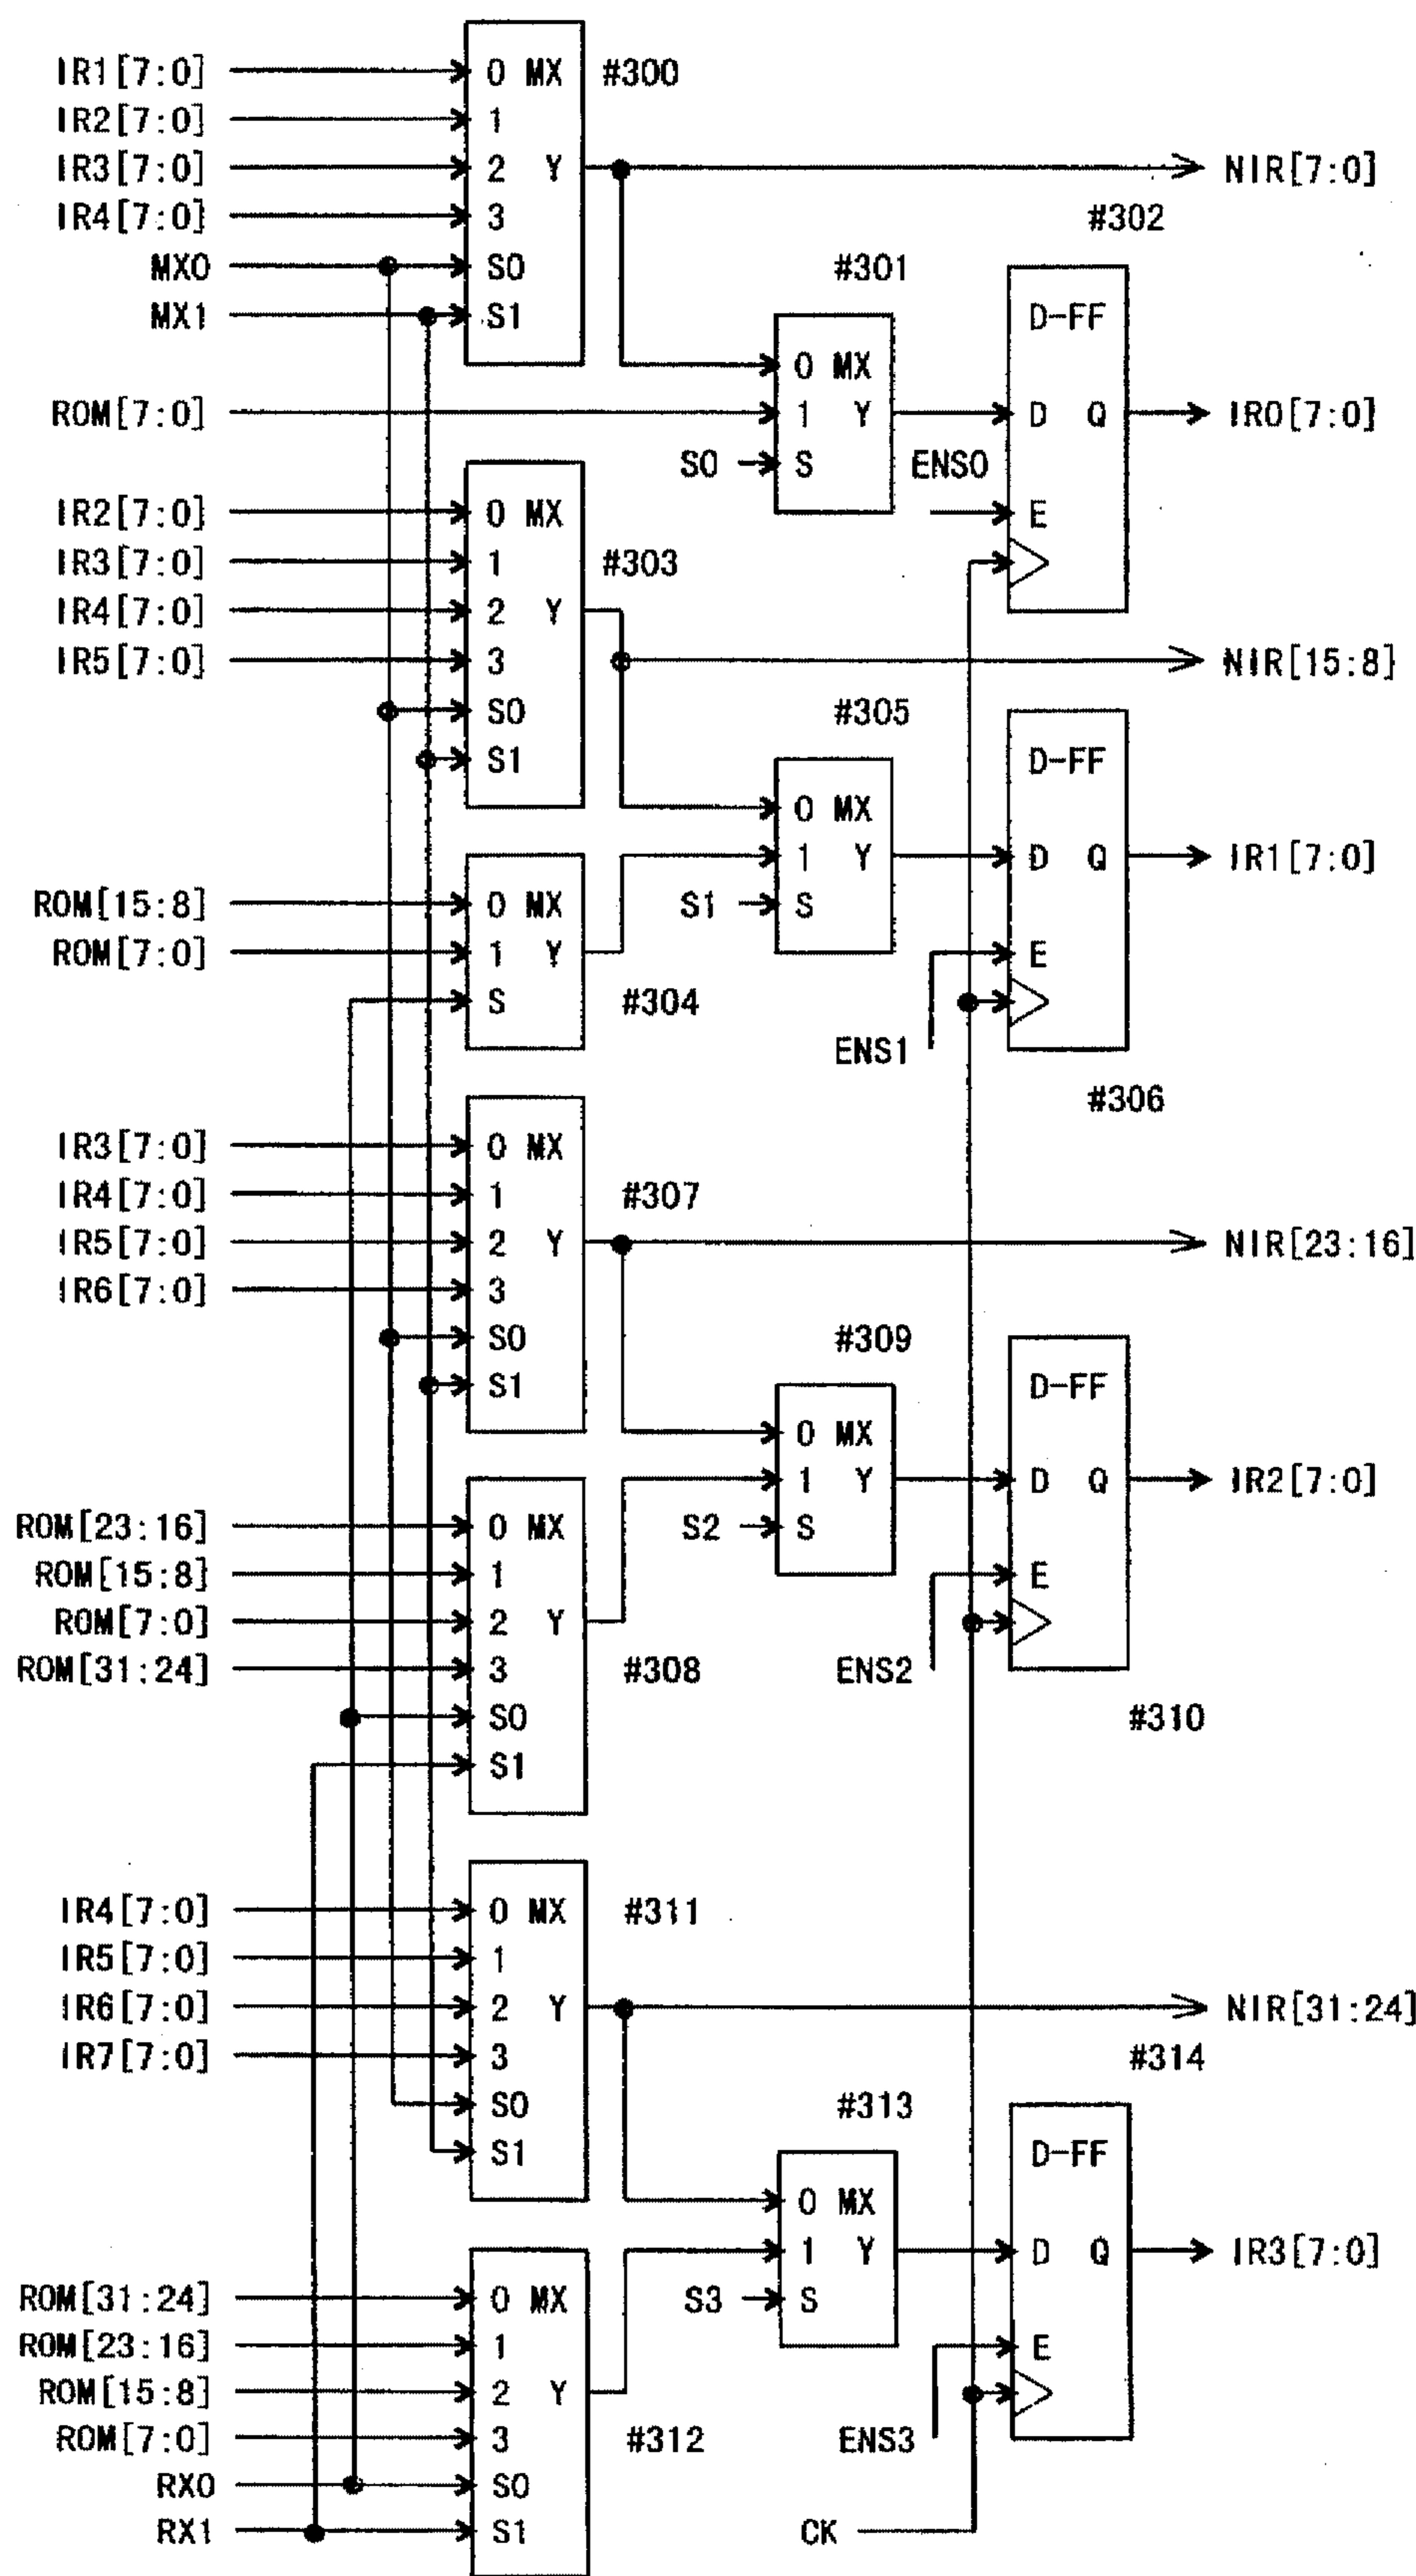 IR1[7:0] 0 MX #300
IR2[7:0] 1
IR3[7:0] 2 Y NIR[7:0]
IR4[7:0] 3 #302
MX0 S0 #301
MX1 S1 D-FF
0 MX
ROM[7:0] 1 Y D Q IR0[7:0]
S0 S ENS0
IR2[7:0] 0 MX E
IR3[7:0] 1 #303
IR4[7:0] 2 Y
IR5[7:0] 3 NIR[15:8]
S0 #305
S1 D-FF
0 MX
1 Y D Q IR1[7:0]
ROM[15:8] 0 MX S1 S
ROM[7:0] 1 Y E
S #304
ENS1
#306
IR3[7:0] 0 MX
IR4[7:0] 1 #307
IR5[7:0] 2 Y NIR[23:16]
IR6[7:0] 3
S0 #309
S1 D-FF
0 MX
1 Y D Q IR2[7:0]
ROM[23:16] 0 MX S2 S
ROM[15:8] 1 E
ROM[7:0] 2 Y
ROM[31:24] 3 #308 ENS2
S0 #310
S1
IR4[7:0] 0 MX #311
IR5[7:0] 1
IR6[7:0] 2 Y NIR[31:24]
IR7[7:0] 3 #314
S0 #313
S1 D-FF
0 MX
1 Y D Q IR3[7:0]
ROM[31:24] 0 MX S3 S
ROM[23:16] 1 E
ROM[15:8] 2 Y
ROM[7:0] 3 #312 ENS3
RX0 S0
RX1 S1 CK